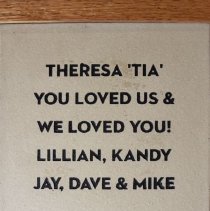 THERESA 'TIA'
YOU LOVED US &
WE LOVED YOU!
LILLIAN, KANDY
JAY, DAVE & MIKE